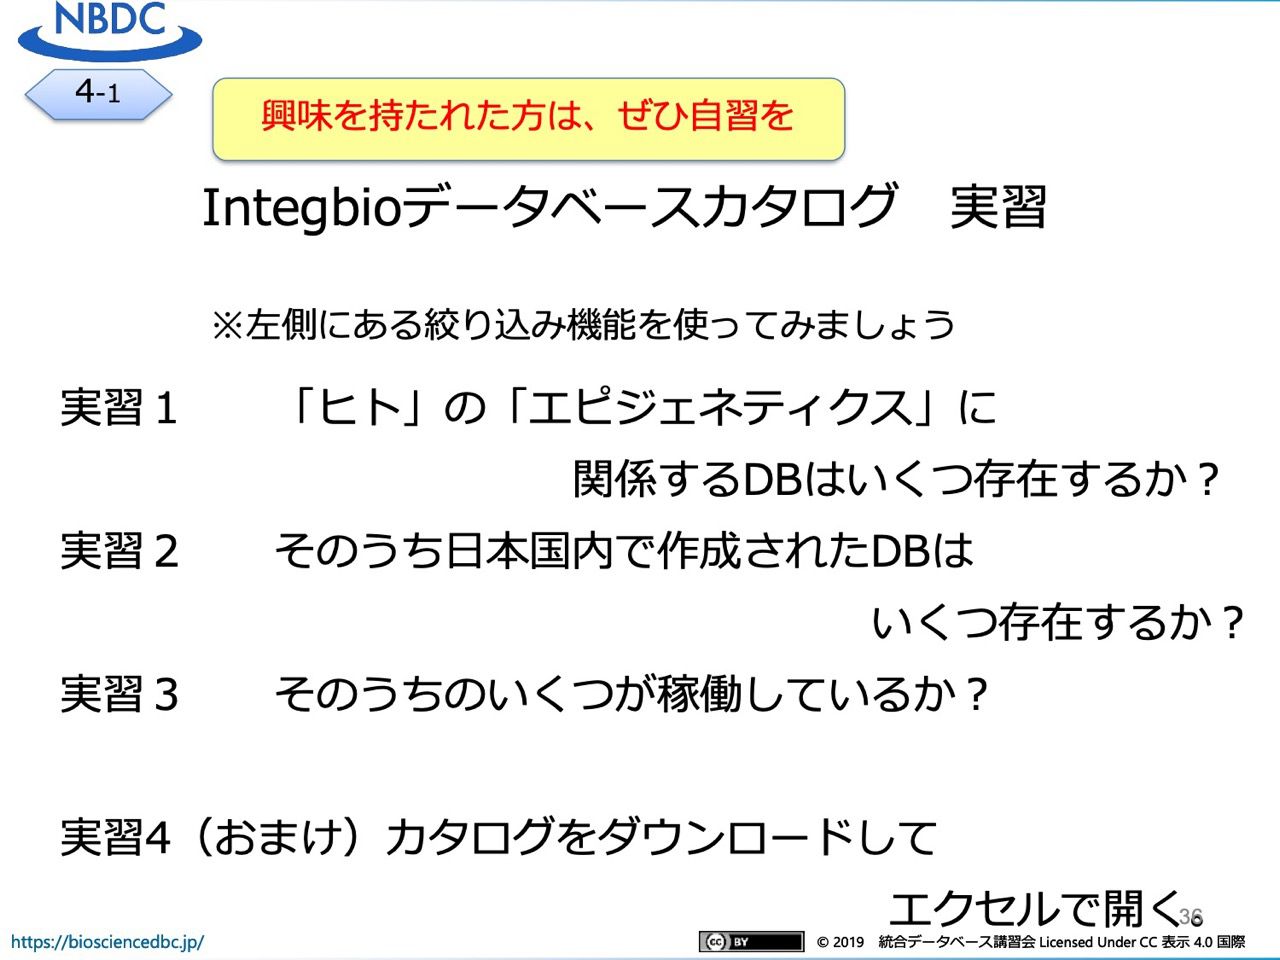 NBDC
4-1
興味を持たれた方は、ぜひ自習を
Integbioデータベースカタログ　実習
※左側にある絞り込み機能を使ってみましょう
実習１　　「ヒト」の「エピジェネティクス」に
関係するDBはいくつ存在するか？
実習２　　そのうち日本国内で作成されたDBは
いくつ存在するか？
実習３　　そのうちのいくつが稼働しているか？
実習4（おまけ）カタログをダウンロードして
エクセルで開く。
36
https://biosciencedbc.jp/
CC BY © 2019　統合データベース講習会 Licensed Under CC 表示 4.0 国際